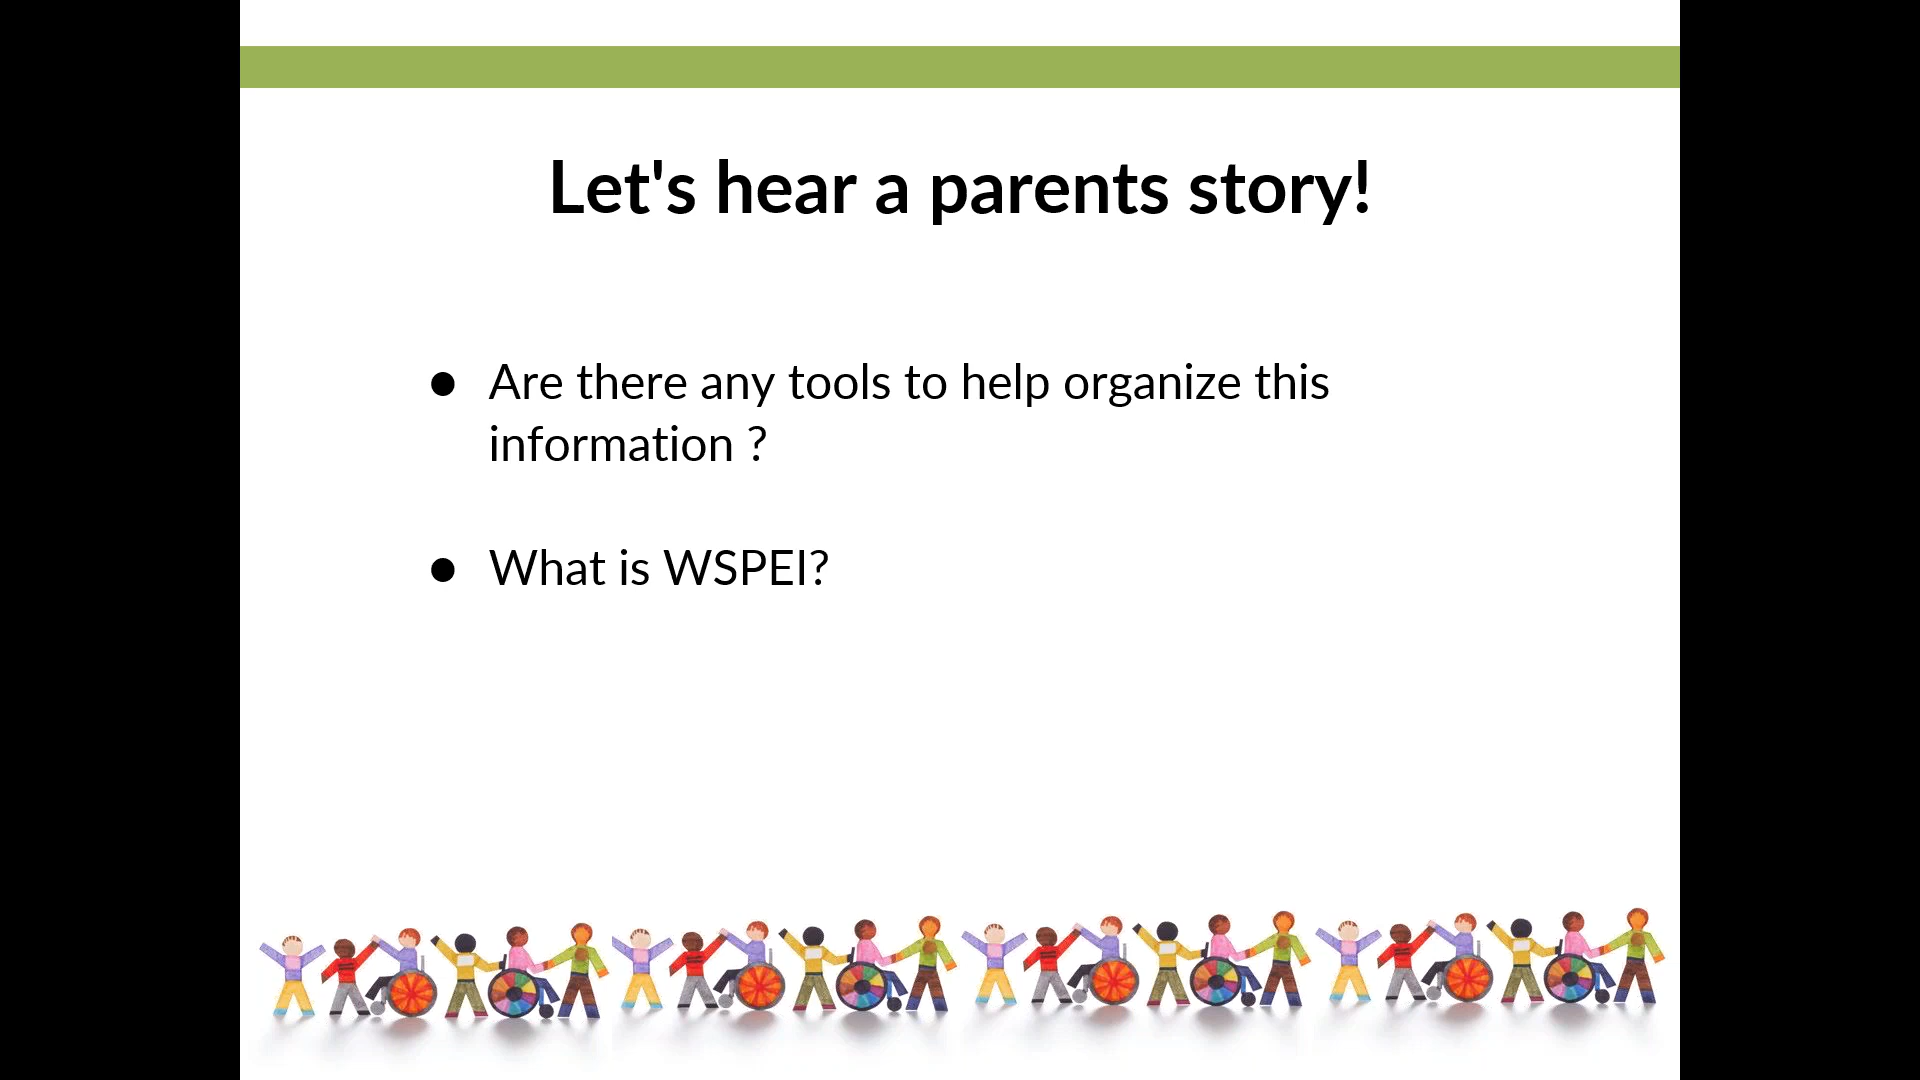 Let's hear a parents story!
● Are there any tools to help organize this
information ?
● What is WSPEI?